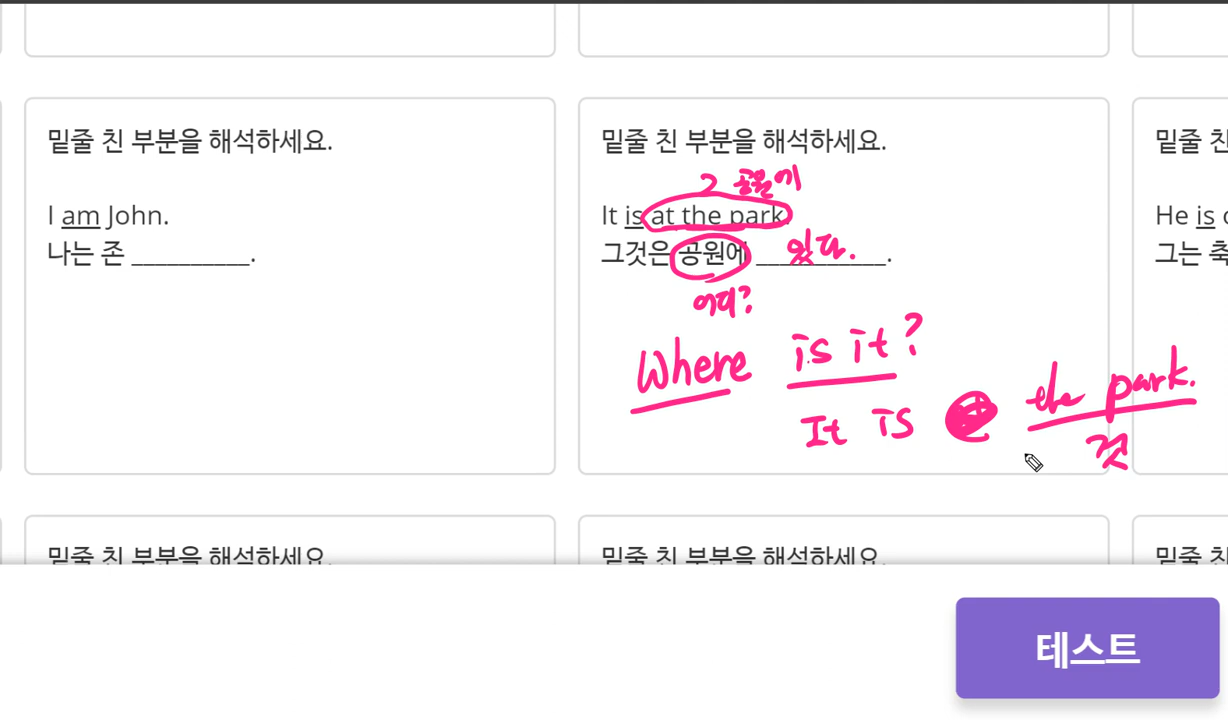 밑줄 친 부분을 해석하세요.
I am John.
나는 존 __________.
밑줄 친 부분을 해석하세요.
그 공원에
It is at the park
그것은 공원에 __________.
있다.
어디?
Where is it?
It is the park.
것
밑줄 친
He is
그는 축
밑줄 친 부분을 해석하세요.
밑줄 친 부분을 해석하세요.
밑줄 친
테스트